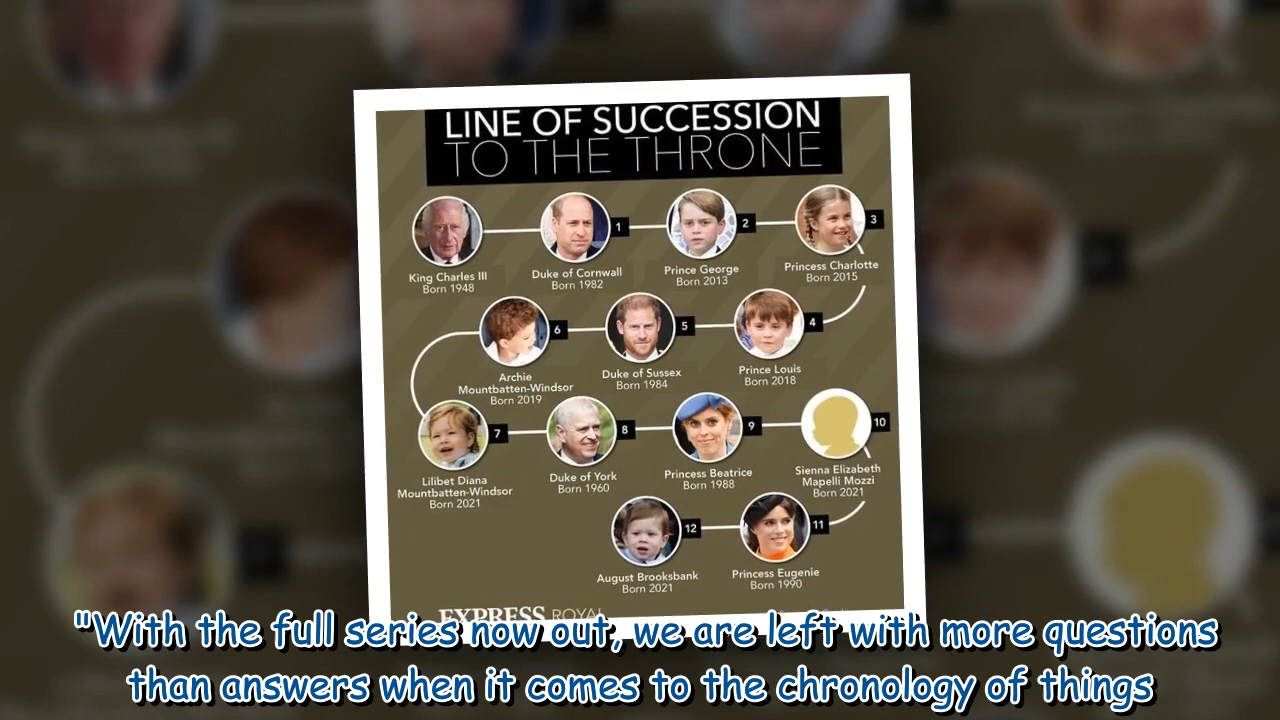 LINE OF SUCCESSION
TO THE THRONE
King Charles III
Born 1948
1
Duke of Cornwall
Born 1982
2
Prince George
Born 2013
3
Princess Charlotte
Born 2015
6
Archie
Mountbatten-Windsor
Born 2019
5
Duke of Sussex
Born 1984
4
Prince Louis
Born 2018
7
Lilibet Diana
Mountbatten-Windsor
Born 2021
8
Duke of York
Born 1960
9
Princess Beatrice
Born 1988
10
Sienna Elizabeth
Mapelli Mozzi
Born 2021
12
August Brooksbank
Born 2021
11
Princess Eugenie
Born 1990
EXPRESS ROYAL
"With the full series now out, we are left with more questions
than answers when it comes to the chronology of things